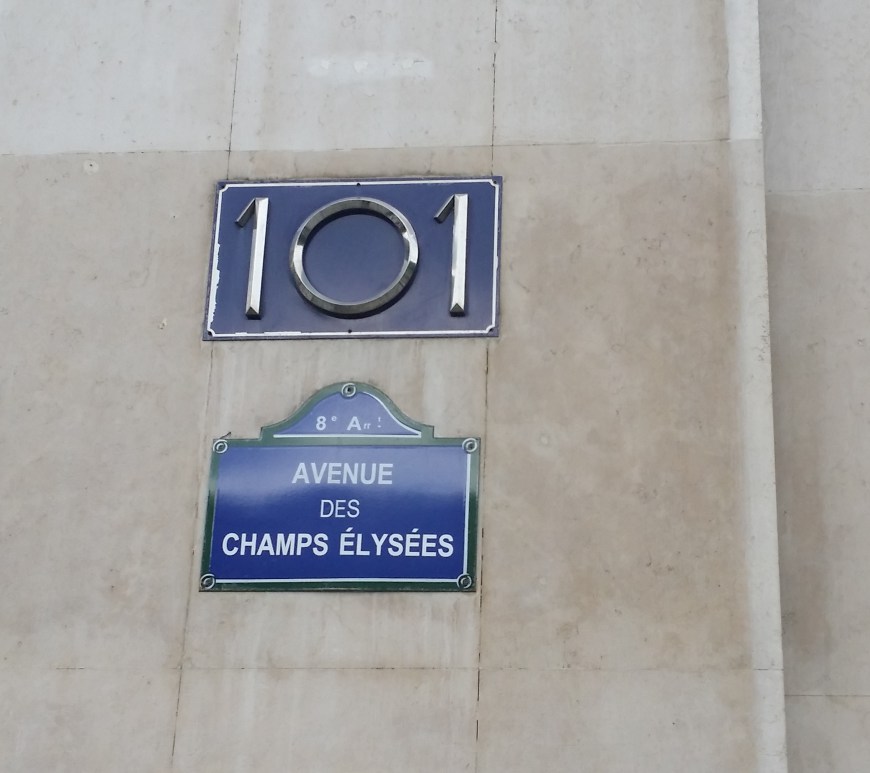 101
8e Arrt
AVENUE
DES
CHAMPS ÉLYSÉES